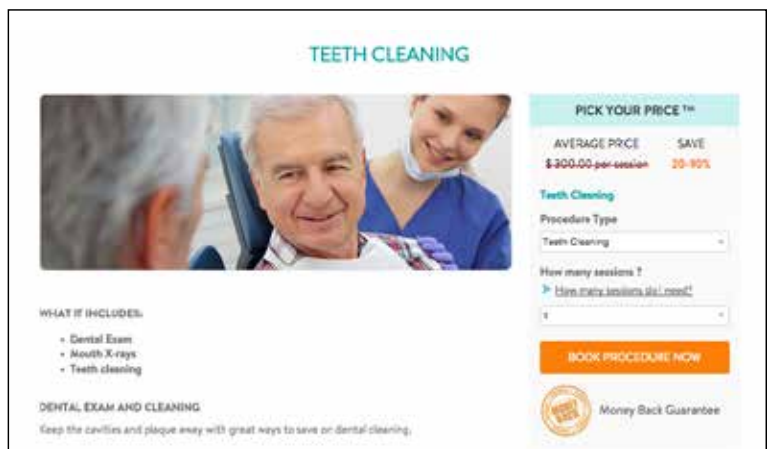 TEETH CLEANING
PICK YOUR PRICE ™
AVERAGE PRICE SAVE
$300.00 per session 20-90%
Teeth Cleaning
Procedure Type
Teeth Cleaning
How many sessions ?
How many sessions do I need?
WHAT IT INCLUDES:
• Dental Exam
• Mouth X-rays
• Teeth cleaning
BOOK PROCEDURE NOW
MONEY BACK
Money Back Guarantee
DENTAL EXAM AND CLEANING
Keep the cavities and plaque away with great ways to save on dental cleaning.